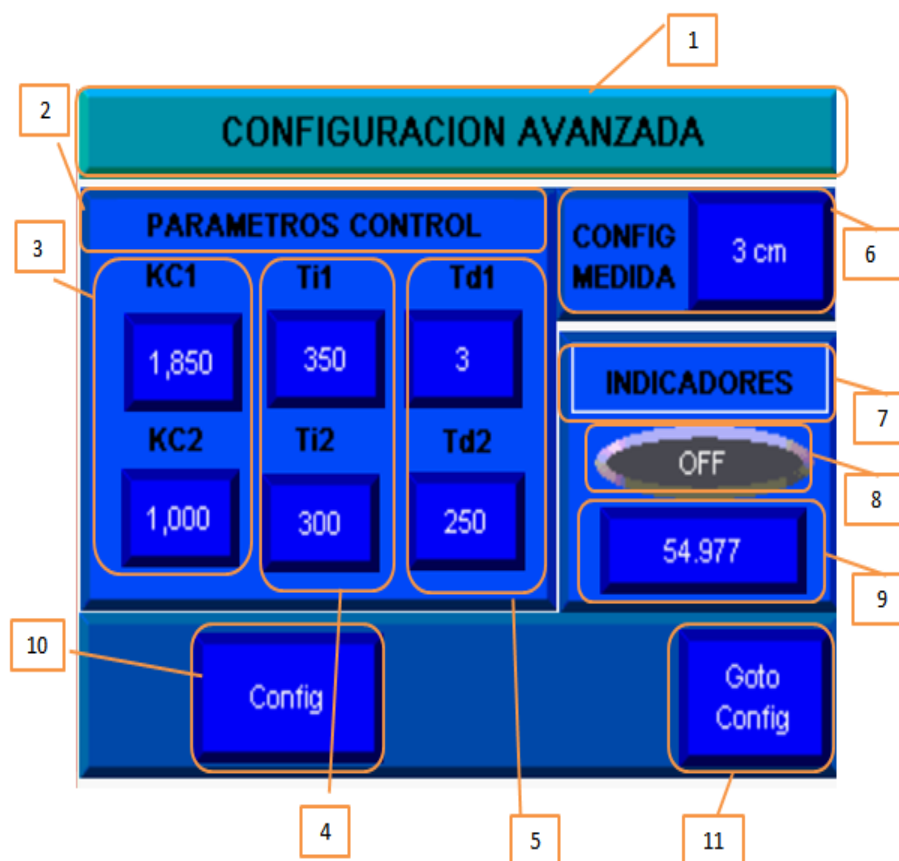 1
2
CONFIGURACION AVANZADA
PARAMETROS CONTROL
3
KC1 Ti1 Td1
1,850 350 3
KC2 Ti2 Td2
1,000 300 250
CONFIG
MEDIDA
3 cm
6
INDICADORES
7
OFF
8
54.977
9
10
Config
Goto
Config
4
5
11